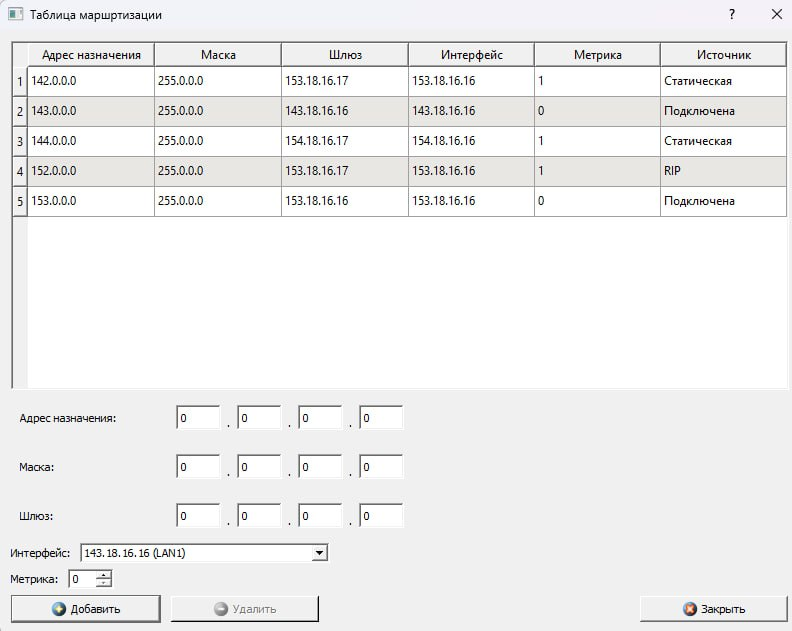 Таблица маршртизации ?
Адрес назначения Маска Шлюз Интерфейс Метрика Источник
1 142.0.0.0 255.0.0.0 153.18.16.17 153.18.16.16 1 Статическая
2 143.0.0.0 255.0.0.0 143.18.16.16 143.18.16.16 0 Подключена
3 144.0.0.0 255.0.0.0 154.18.16.17 154.18.16.16 1 Статическая
4 152.0.0.0 255.0.0.0 153.18.16.17 153.18.16.16 1 RIP
5 153.0.0.0 255.0.0.0 153.18.16.16 153.18.16.16 0 Подключена
Адрес назначения: 0 . 0 . 0 . 0
Маска: 0 . 0 . 0 . 0
Шлюз: 0 . 0 . 0 . 0
Интерфейс: 143.18.16.16 (LAN1)
Метрика: 0
Добавить Удалить Закрыть